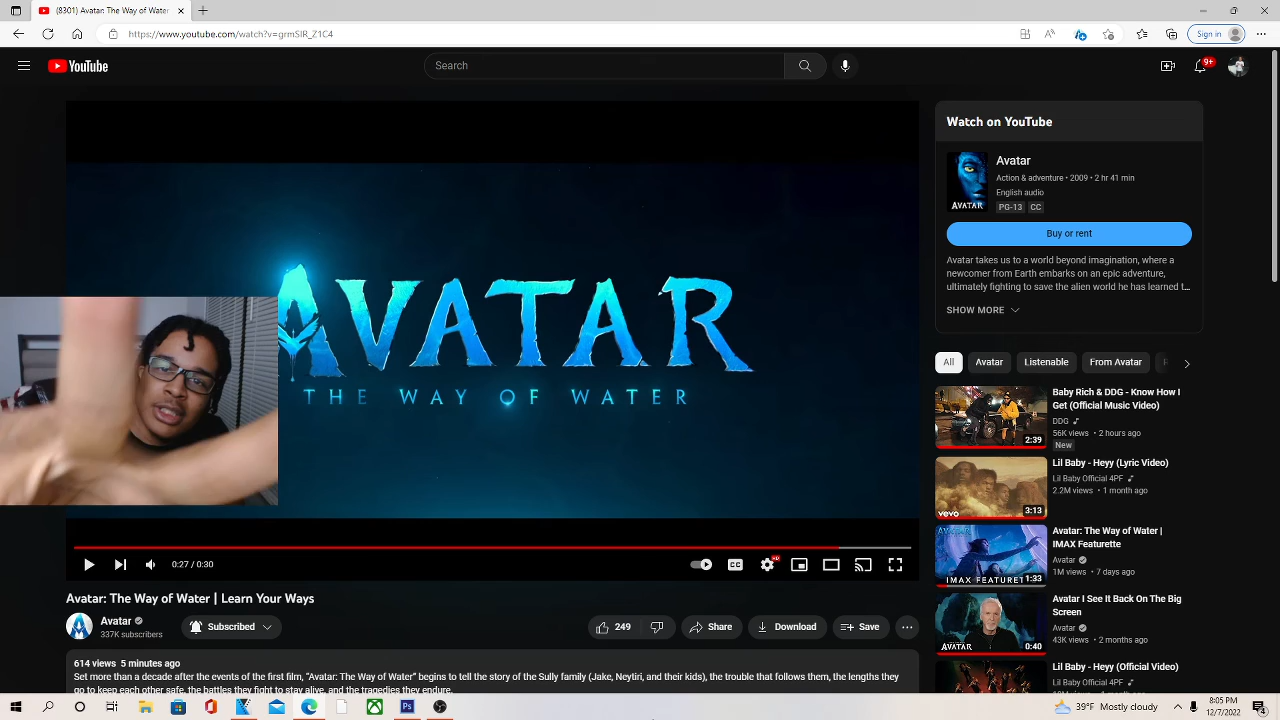 (8301) Avatar: The Way of Water
https://www.youtube.com/watch?v=grmSIR_Z1C4
Sign in
YouTube
Search
9+
AVATAR
THE WAY OF WATER
0:27 / 0:30
CC
HD
Avatar: The Way of Water | Learn Your Ways
Avatar
337K subscribers
Subscribed
249
Share
Download
Save
614 views 5 minutes ago
Set more than a decade after the events of the first film, "Avatar: The Way of Water" begins to tell the story of the Sully family (Jake, Neytiri, and their kids), the trouble that follows them, the lengths they
go to keep each other safe, the battles they fight to stay alive, and the tragedies they endure.
Watch on YouTube
AVATAR
Avatar
Action & adventure • 2009 • 2 hr 41 min
English audio
PG-13 CC
Buy or rent
Avatar takes us to a world beyond imagination, where a
newcomer from Earth embarks on an epic adventure,
ultimately fighting to save the alien world he has learned t...
SHOW MORE
All Avatar Listenable From Avatar
2:39
Baby Rich & DDG - Know How I
Get (Official Music Video)
DDG
56K views • 2 hours ago
New
vevo
3:13
Lil Baby - Heyy (Lyric Video)
Lil Baby Official 4PF
2.2M views • 1 month ago
IMAX FEATURET
1:33
Avatar: The Way of Water |
IMAX Featurette
Avatar
1M views • 7 days ago
AVATAR
0:40
Avatar I See It Back On The Big
Screen
Avatar
43K views • 2 months ago
Lil Baby - Heyy (Official Video)
39°F Mostly cloudy
8:05 PM
12/7/2022
4